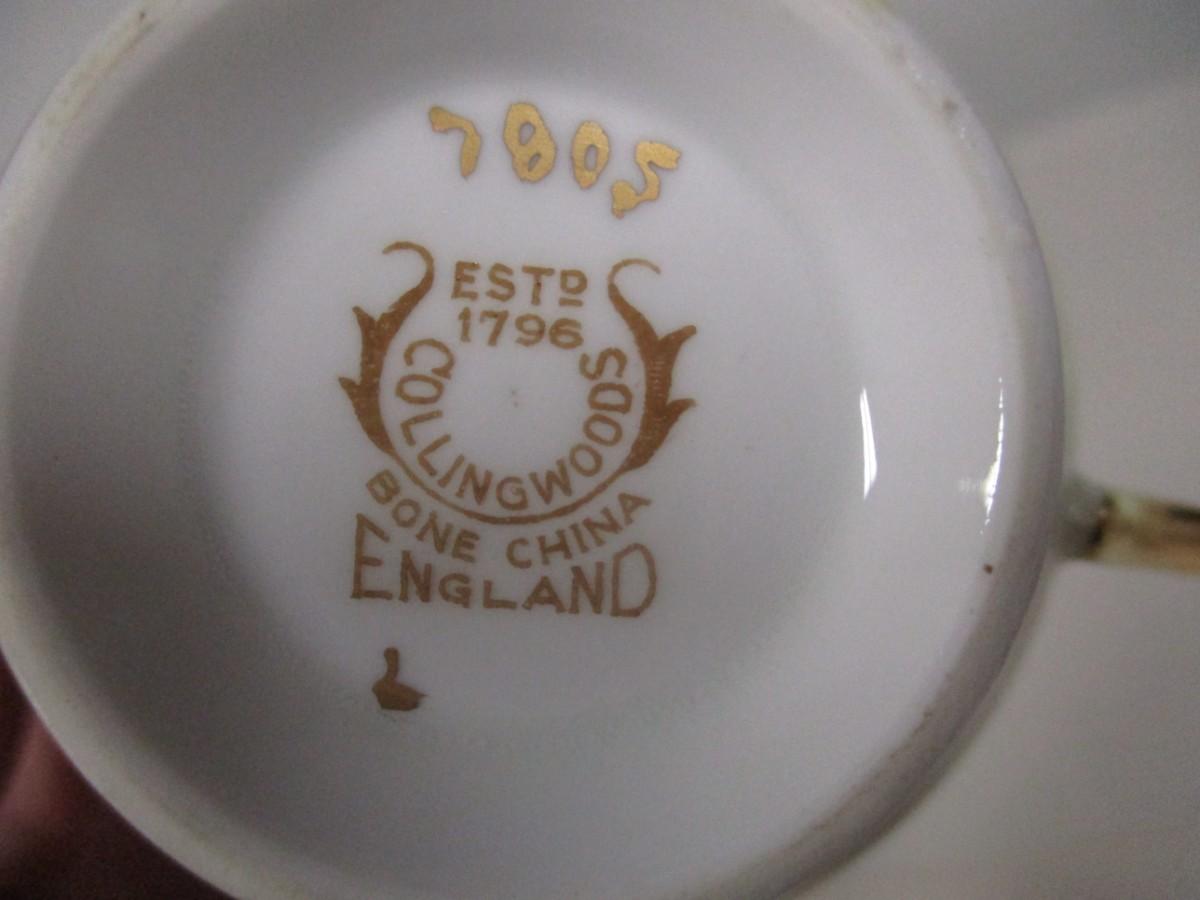 7805
ESTD
1796
COLLINGWOODS
BONE CHINA
ENGLAND